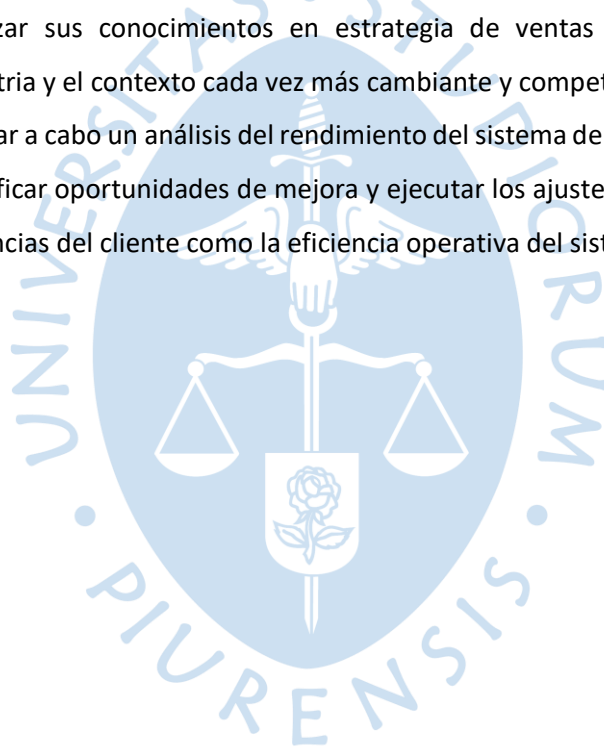 zar sus conocimientos en estrategia de ventas
tria y el contexto cada vez más cambiante y compet
ar a cabo un análisis del rendimiento del sistema de
ficar oportunidades de mejora y ejecutar los ajuste
ncias del cliente como la eficiencia operativa del sist
UNIVERSITAS STUDIORUM
PIURENSIS